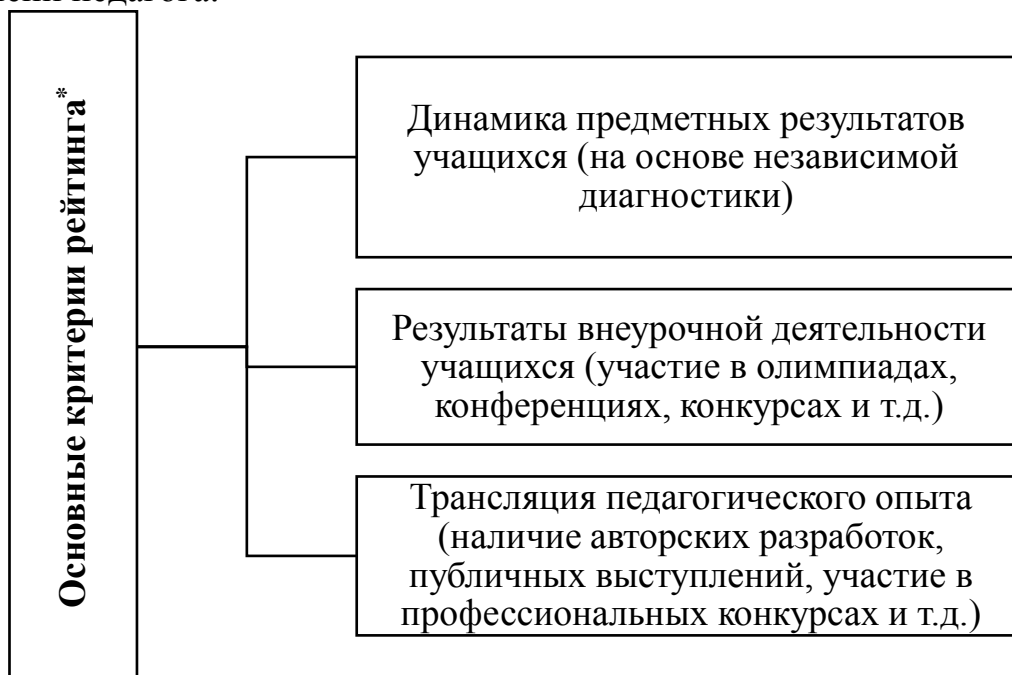 Основные критерии рейтинга*
Динамика предметных результатов
учащихся (на основе независимой
диагностики)
Результаты внеурочной деятельности
учащихся (участие в олимпиадах,
конференциях, конкурсах и т.д.)
Трансляция педагогического опыта
(наличие авторских разработок,
публичных выступлений, участие в
профессиональных конкурсах и т.д.)